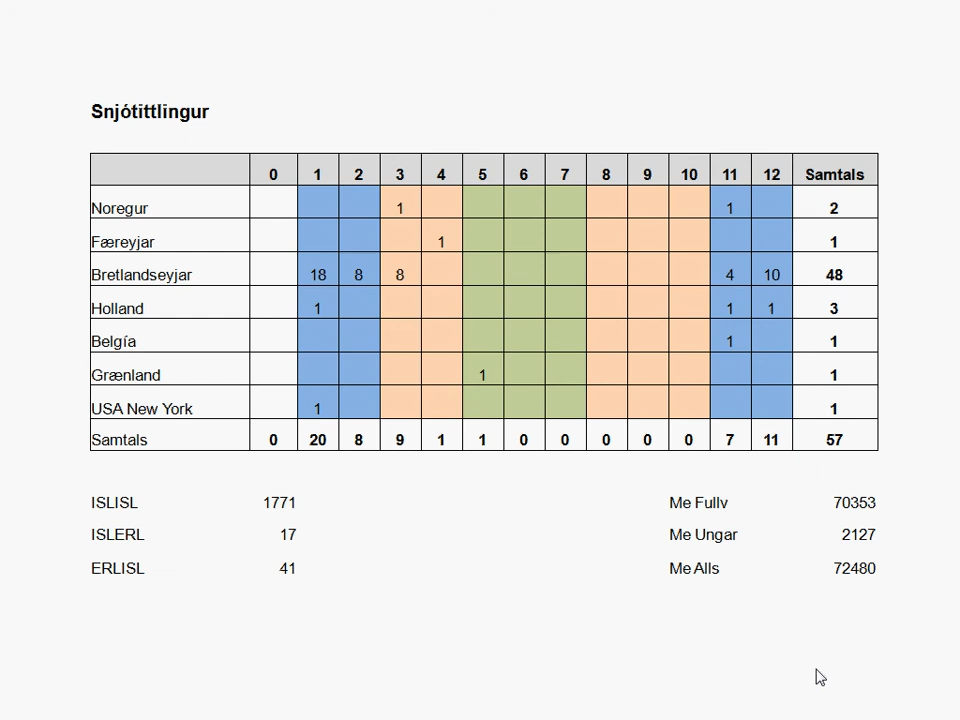 Snjótittlingur
0 1 2 3 4 5 6 7 8 9 10 11 12 Samtals
Noregur 1 1 2
Færeyjar 1 1
Bretlandseyjar 18 8 8 4 10 48
Holland 1 1 1 3
Belgía 1 1
Grænland 1 1
USA New York 1 1
Samtals 0 20 8 9 1 1 0 0 0 0 0 7 11 57
ISLISL 1771 Me Fullv 70353
ISLERL 17 Me Ungar 2127
ERLISL 41 Me Alls 72480